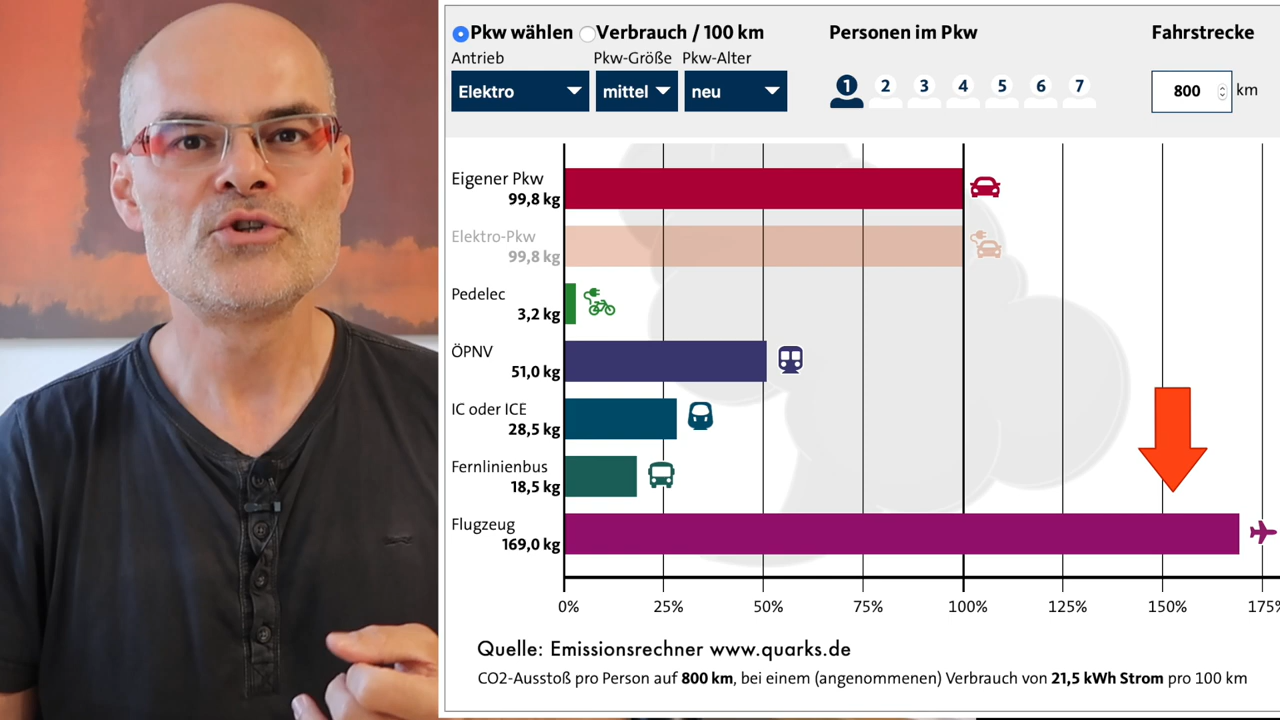 Pkw wählen Verbrauch / 100 km Personen im Pkw Fahrstrecke
Antrieb Pkw-Größe Pkw-Alter
Elektro mittel neu 1 2 3 4 5 6 7 800 km
Eigener Pkw
99,8 kg
Elektro-Pkw
99,8 kg
Pedelec
3,2 kg
ÖPNV
51,0 kg
IC oder ICE
28,5 kg
Fernlinienbus
18,5 kg
Flugzeug
169,0 kg
0% 25% 50% 75% 100% 125% 150% 175%
Quelle: Emissionsrechner www.quarks.de
CO2-Ausstoß pro Person auf 800 km, bei einem (angenommenen) Verbrauch von 21,5 kWh Strom pro 100 km